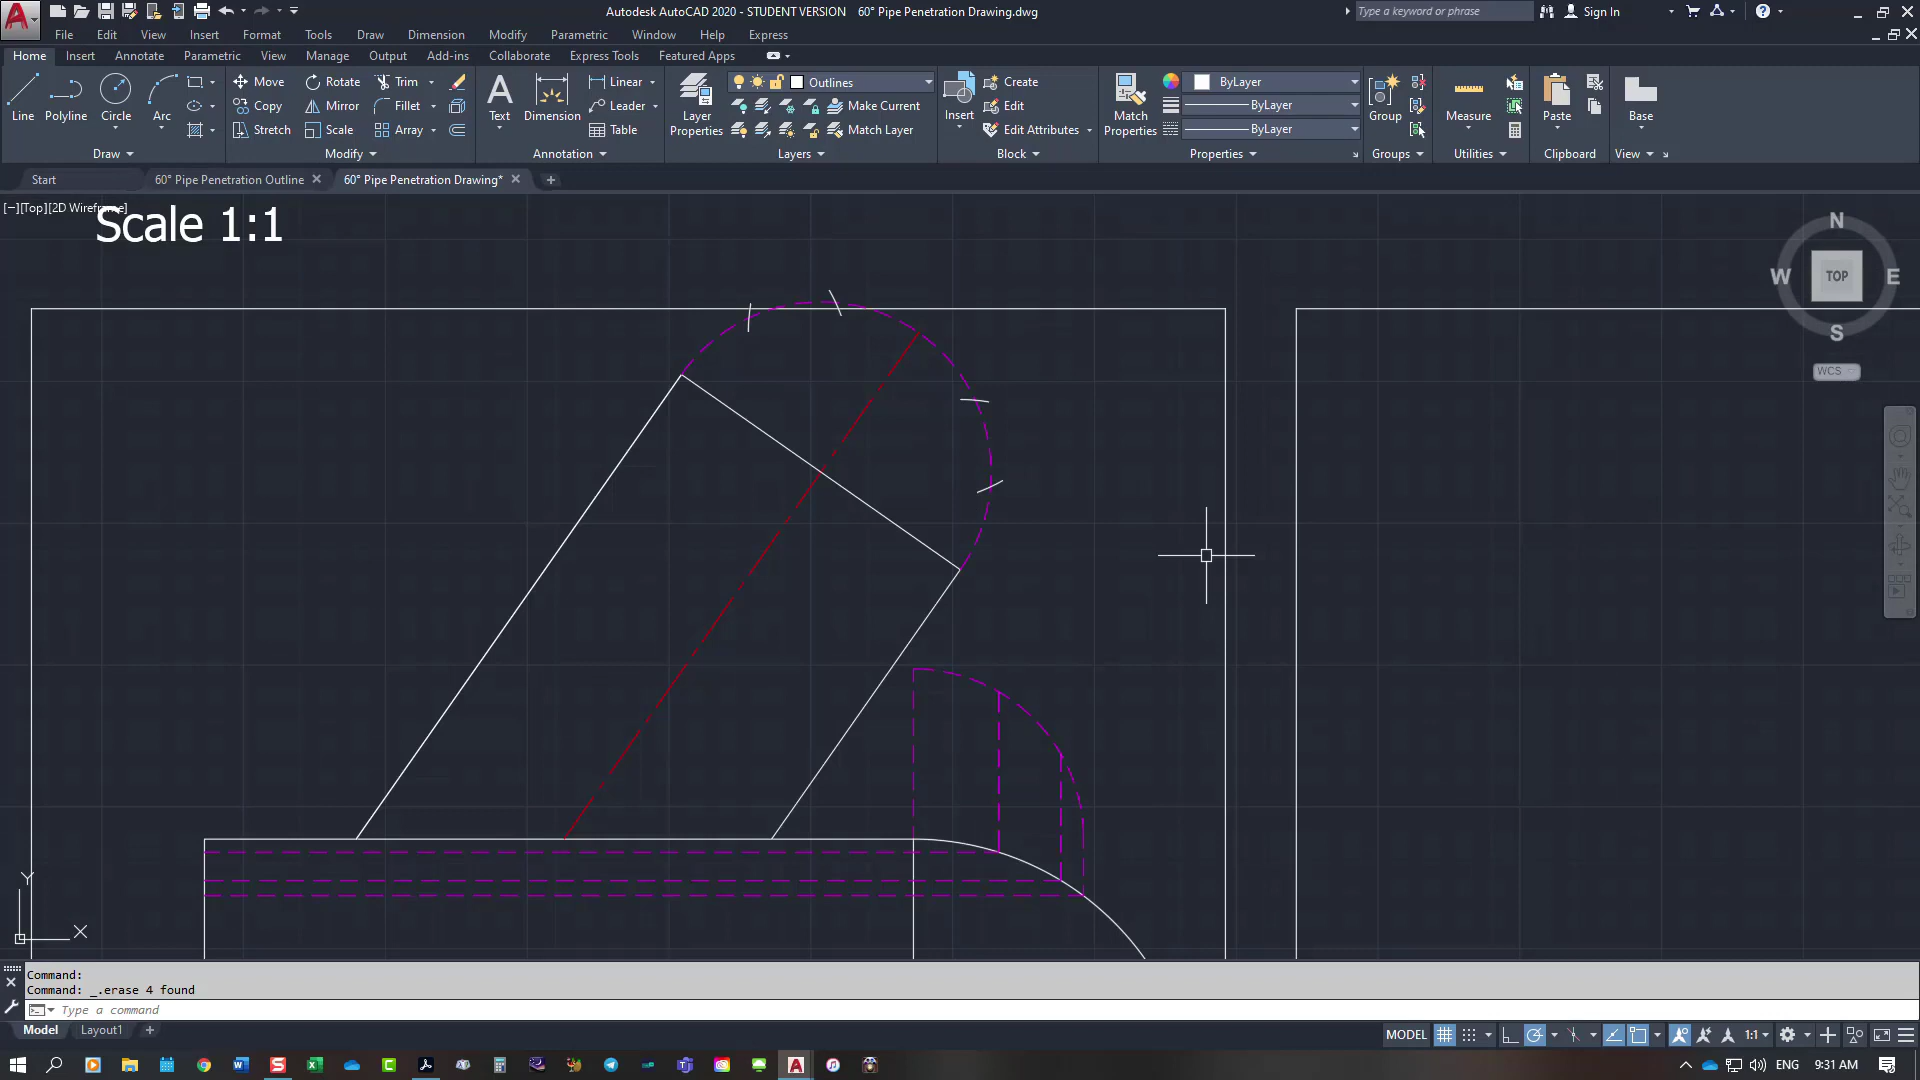 Autodesk AutoCAD 2020 - STUDENT VERSION 60° Pipe Penetration Drawing.dwg
Type a keyword or phrase
Sign In
File Edit View Insert Format Tools Draw Dimension Modify Parametric Window Help Express
Home Insert Annotate Parametric View Manage Output Add-ins Collaborate Express Tools Featured Apps
Line
Polyline
Circle
Arc
Draw
Move
Rotate
Trim
Copy
Mirror
Fillet
Stretch
Scale
Array
Modify
Text
Dimension
Linear
Leader
Table
Annotation
Layer
Properties
Outlines
Make Current
Match Layer
Layers
Insert
Create
Edit
Edit Attributes
Block
Match
Properties
ByLayer
ByLayer
ByLayer
Properties
Group
Groups
Measure
Utilities
Paste
Clipboard
Base
View
Start
60° Pipe Penetration Outline
60° Pipe Penetration Drawing*
[−][Top][2D Wireframe]
Scale 1:1
N
W
TOP
E
S
WCS
Y
X
Command:
Command: _.erase 4 found
Type a command
Model
Layout1
MODEL
1:1
ENG
9:31 AM